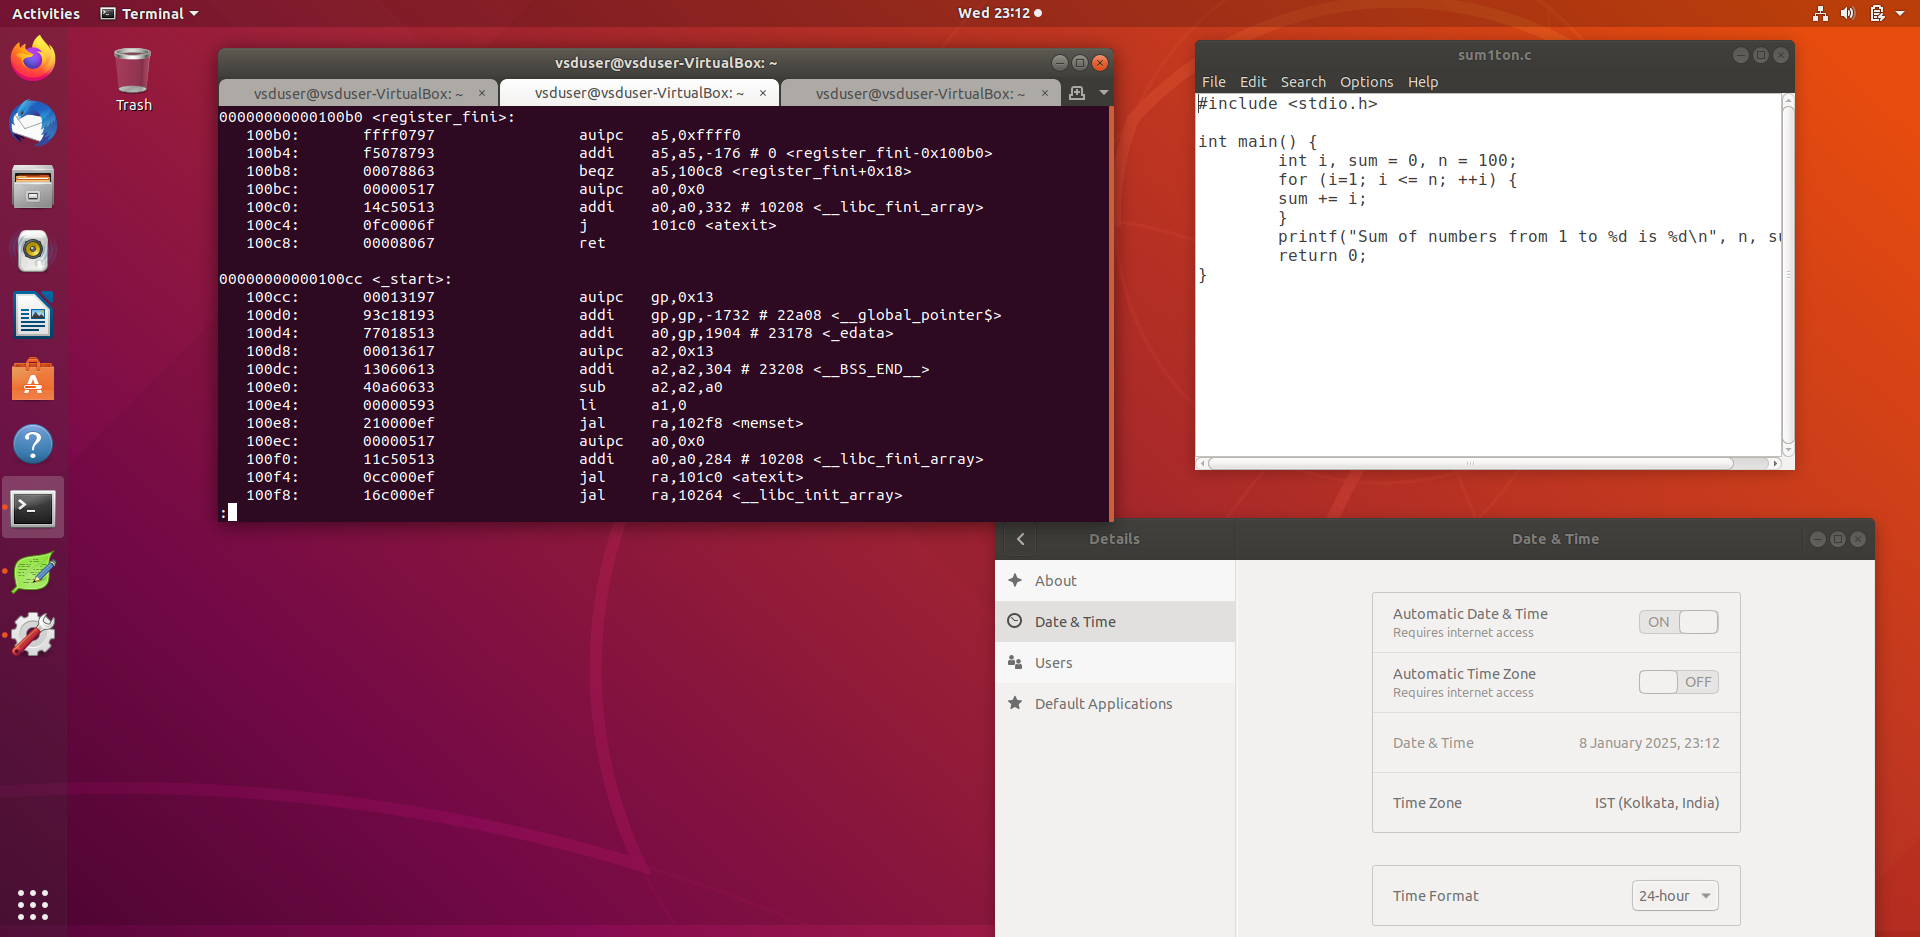 Activities
Terminal
Wed 23:12
Trash
vsduser@vsduser-VirtualBox: ~
vsduser@vsduser-VirtualBox: ~ ×
vsduser@vsduser-VirtualBox: ~ ×
vsduser@vsduser-VirtualBox: ~ ×
00000000000100b0 <register_fini>:
100b0: ffff0797 auipc a5,0xffff0
100b4: f5078793 addi a5,a5,-176 # 0 <register_fini-0x100b0>
100b8: 00078863 beqz a5,100c8 <register_fini+0x18>
100bc: 00000517 auipc a0,0x0
100c0: 14c50513 addi a0,a0,332 # 10208 <__libc_fini_array>
100c4: 0fc0006f j 101c0 <atexit>
100c8: 00008067 ret
00000000000100cc <_start>:
100cc: 00013197 auipc gp,0x13
100d0: 93c18193 addi gp,gp,-1732 # 22a08 <__global_pointer$>
100d4: 77018513 addi a0,gp,1904 # 23178 <_edata>
100d8: 00013617 auipc a2,0x13
100dc: 13060613 addi a2,a2,304 # 23208 <__BSS_END__>
100e0: 40a60633 sub a2,a2,a0
100e4: 00000593 li a1,0
100e8: 210000ef jal ra,102f8 <memset>
100ec: 00000517 auipc a0,0x0
100f0: 11c50513 addi a0,a0,284 # 10208 <__libc_fini_array>
100f4: 0cc000ef jal ra,101c0 <atexit>
100f8: 16c000ef jal ra,10264 <__libc_init_array>
:
sum1ton.c
File Edit Search Options Help
#include <stdio.h>
int main() {
int i, sum = 0, n = 100;
for (i=1; i <= n; ++i) {
sum += i;
}
printf("Sum of numbers from 1 to %d is %d\n", n, su
return 0;
}
Details
Date & Time
About
Date & Time
Users
Default Applications
Automatic Date & Time
Requires internet access
ON
Automatic Time Zone
Requires internet access
OFF
Date & Time 8 January 2025, 23:12
Time Zone IST (Kolkata, India)
Time Format 24-hour